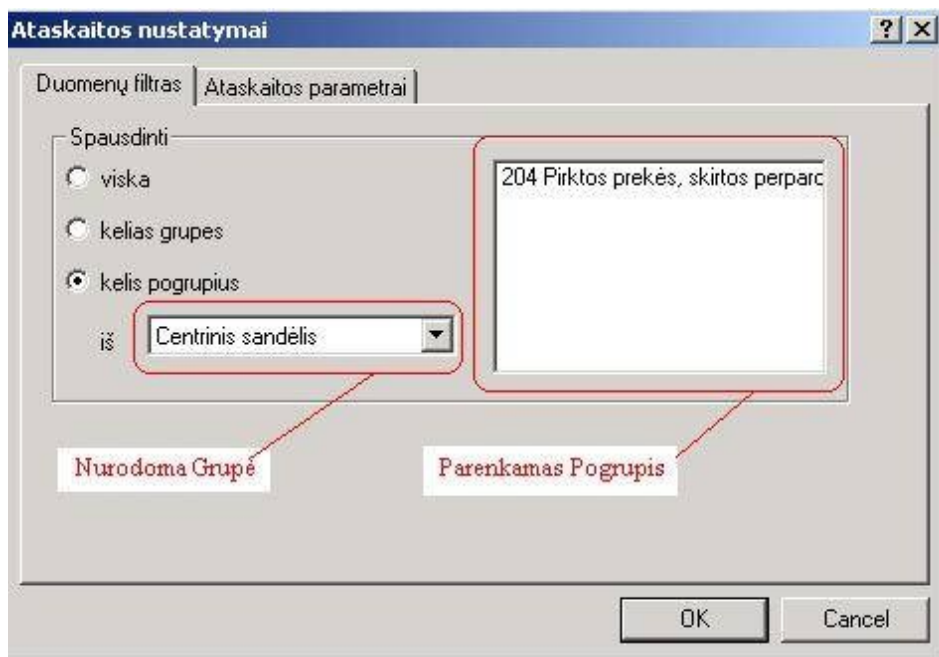 Ataskaitos nustatymai
Duomenų filtras
Ataskaitos parametrai
Spausdinti
viska
kelias grupes
kelis pogrupius
iš
Centrinis sandėlis
204 Pirktos prekės, skirtos perparc
Nurodoma Grupė
Parenkamas Pogrupis
OK
Cancel